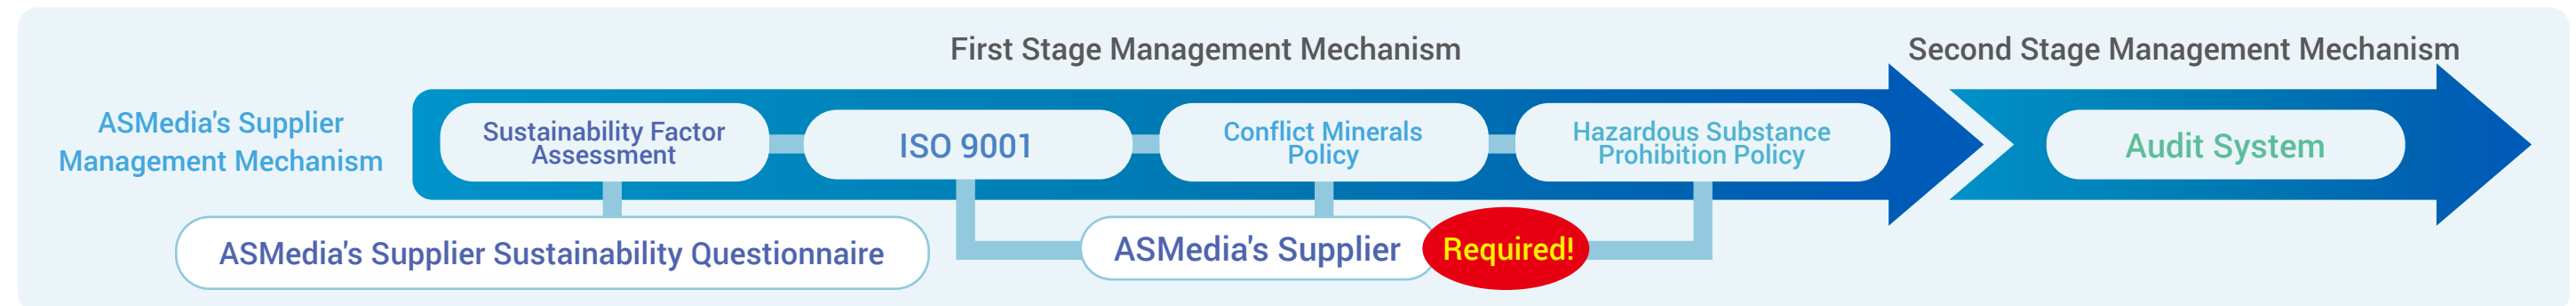 First Stage Management Mechanism
Second Stage Management Mechanism
ASMedia's Supplier
Management Mechanism
Sustainability Factor
Assessment
ISO 9001
Conflict Minerals
Policy
Hazardous Substance
Prohibition Policy
Audit System
ASMedia's Supplier Sustainability Questionnaire
ASMedia's Supplier
Required!